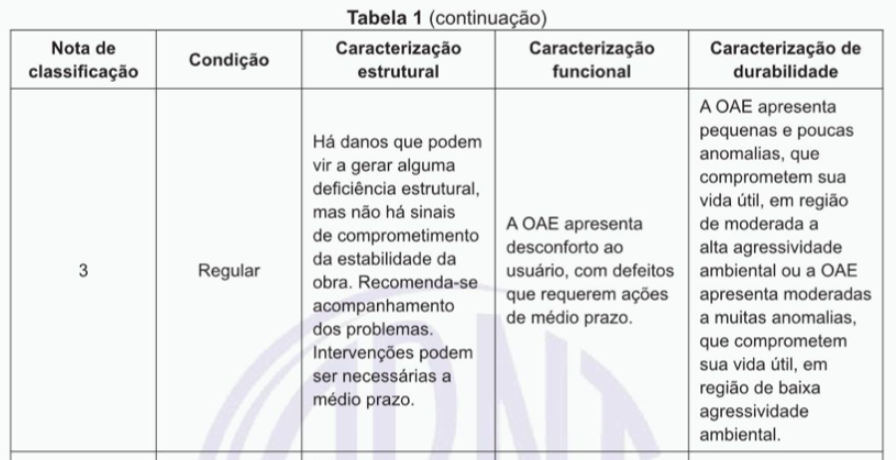 Tabela 1 (continuação)
Nota de
classificação
Condição
Caracterização
estrutural
Caracterização
funcional
Caracterização de
durabilidade
3
Regular
Há danos que podem
vir a gerar alguma
deficiência estrutural,
mas não há sinais
de comprometimento
da estabilidade da
obra. Recomenda-se
acompanhamento
dos problemas.
Intervenções podem
ser necessárias a
médio prazo.
A OAE apresenta
desconforto ao
usuário, com defeitos
que requerem ações
de médio prazo.
A OAE apresenta
pequenas e poucas
anomalias, que
comprometem sua
vida útil, em região
de moderada a
alta agressividade
ambiental ou a OAE
apresenta moderadas
a muitas anomalias,
que comprometem
sua vida útil, em
região de baixa
agressividade
ambiental.